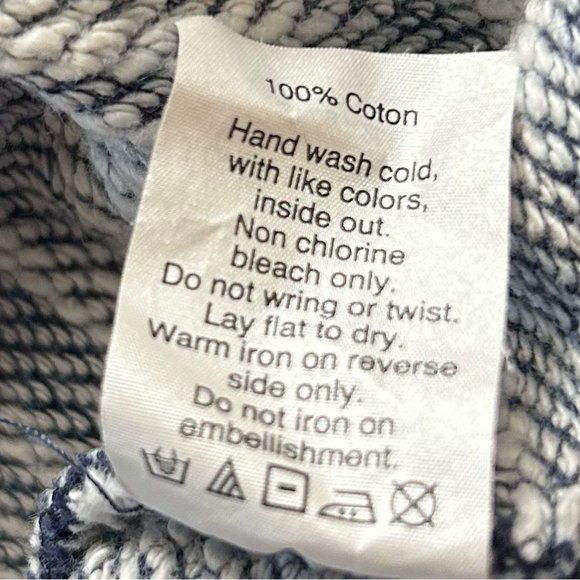 100% Coton
Hand wash cold,
with like colors,
inside out.
Non chlorine
bleach only.
Do not wring or twist.
Lay flat to dry.
Warm iron on reverse
side only.
Do not iron on
embellishment.